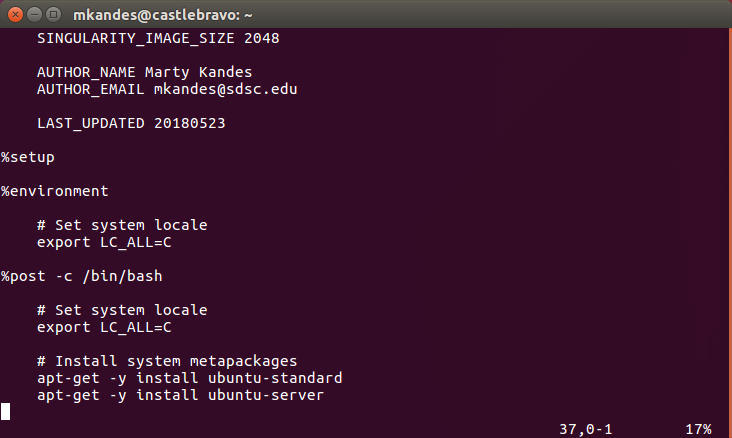 mkandes@castlebravo: ~
SINGULARITY_IMAGE_SIZE 2048
AUTHOR_NAME Marty Kandes
AUTHOR_EMAIL mkandes@sdsc.edu
LAST_UPDATED 20180523
%setup
%environment
# Set system locale
export LC_ALL=C
%post -c /bin/bash
# Set system locale
export LC_ALL=C
# Install system metapackages
apt-get -y install ubuntu-standard
apt-get -y install ubuntu-server
37,0-1 17%